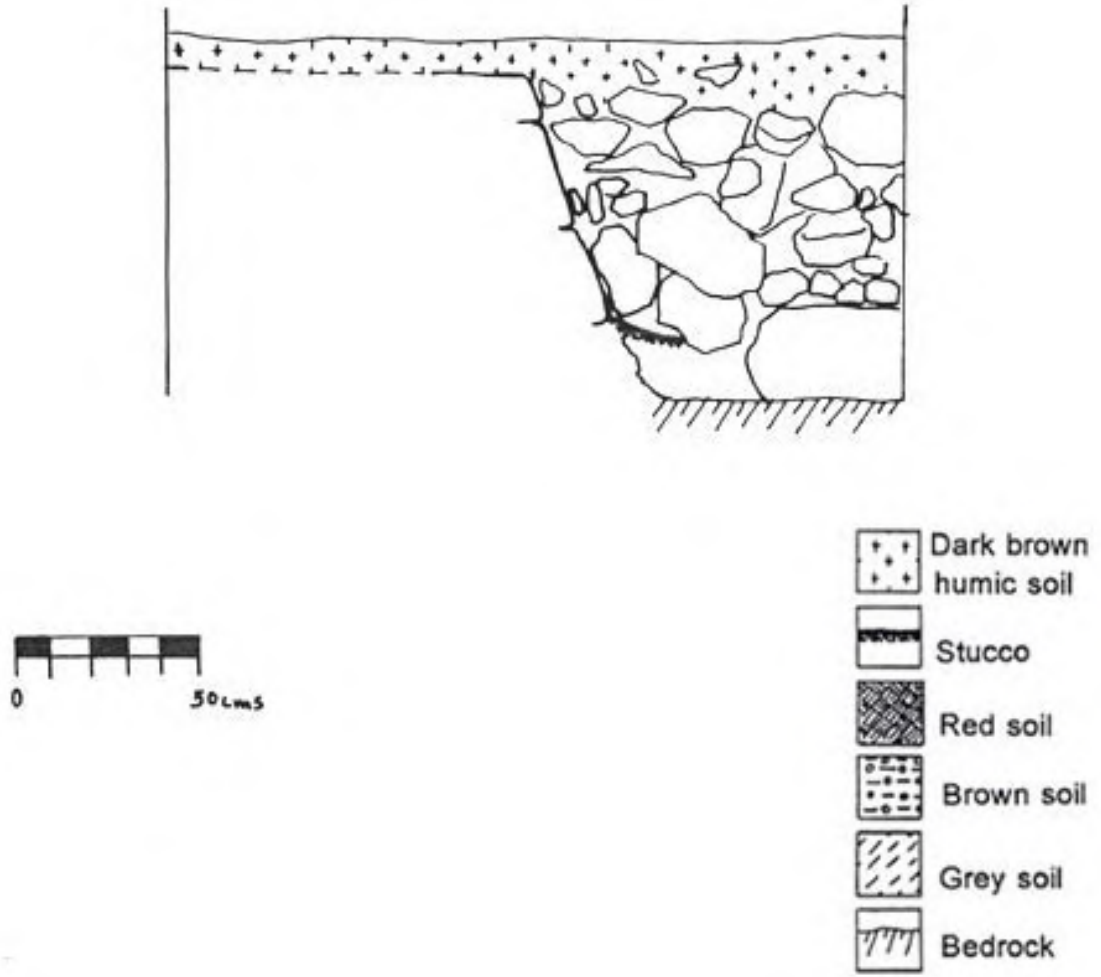 Dark brown
humic soil
Stucco
Red soil
Brown soil
Grey soil
Bedrock
0 50cms